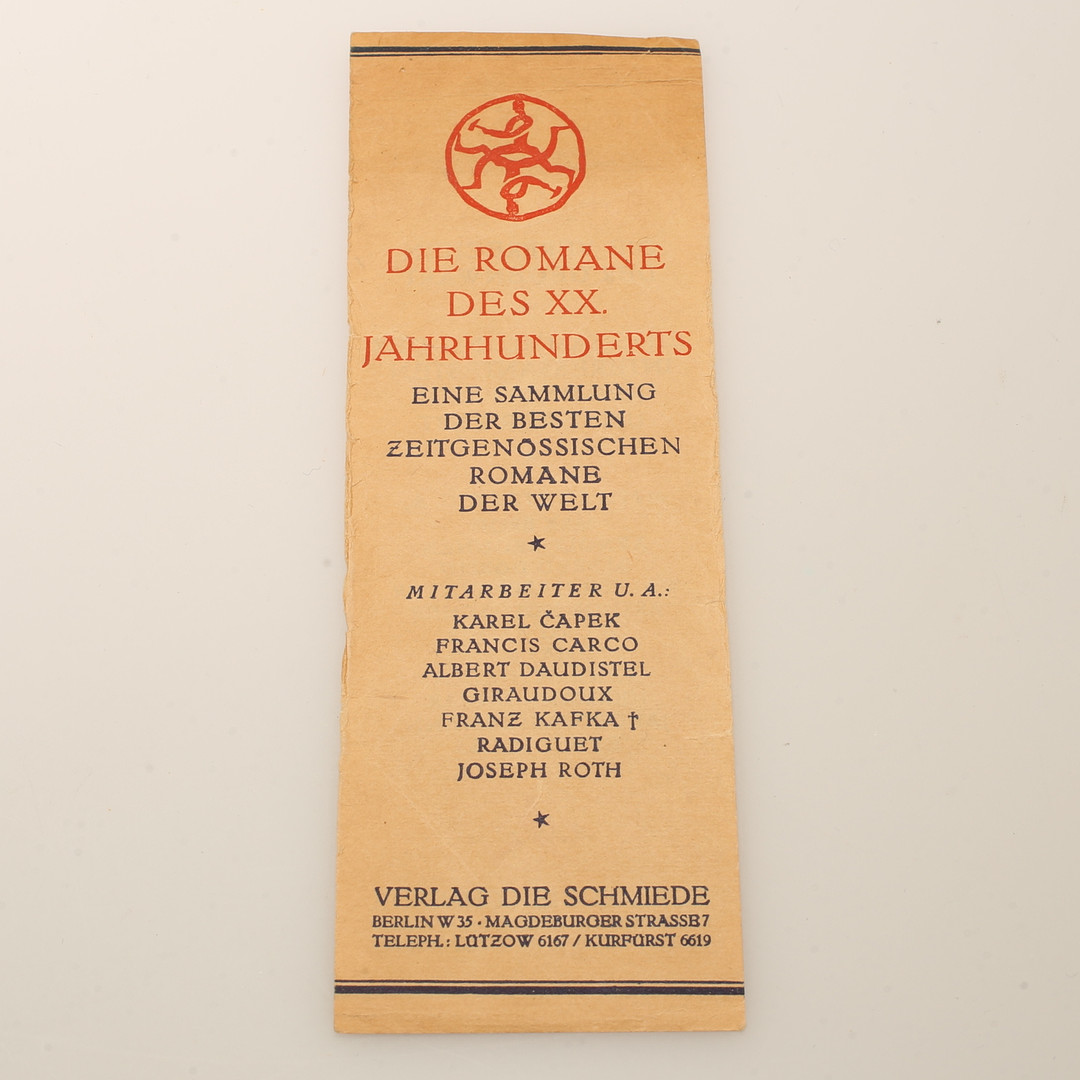 DIE ROMANE
DES XX.
JAHRHUNDERTS
EINE SAMMLUNG
DER BESTEN
ZEITGENÖSSISCHEN
ROMANE
DER WELT
MITARBEITER U. A.:
KAREL ČAPEK
FRANCIS CARCO
ALBERT DAUDISTEL
GIRAUDOUX
FRANZ KAFKA †
RADIGUET
JOSEPH ROTH
VERLAG DIE SCHMIEDE
BERLIN W 35 · MAGDEBURGER STRASSE 7
TELEPH.: LÜTZOW 6167 / KURFÜRST 6619